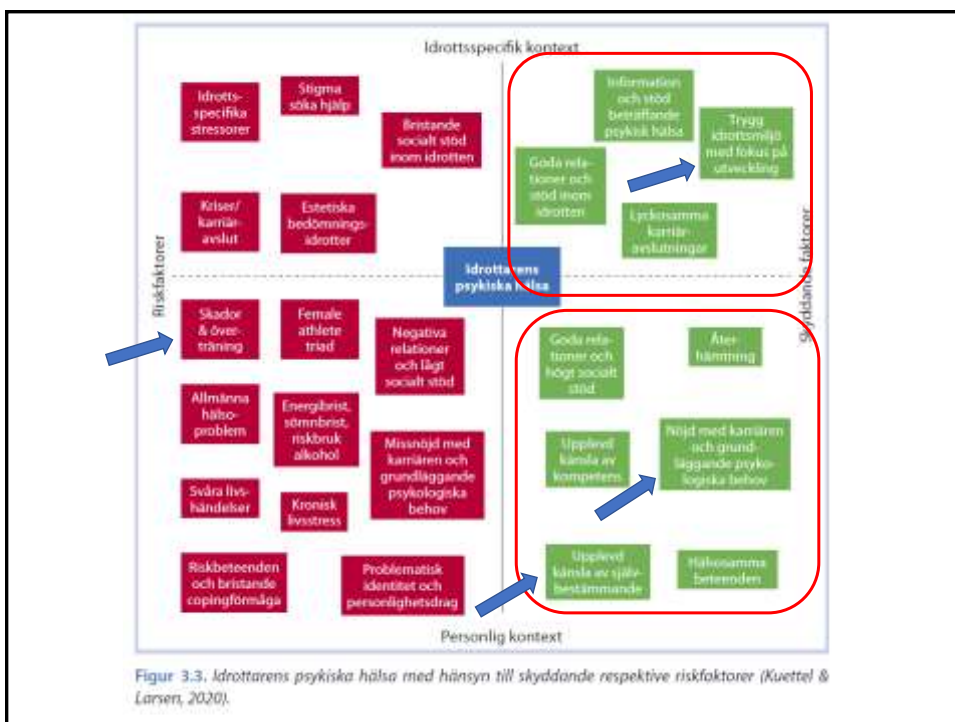 Idrottsspecifik kontext
Idrotts-
specifika
stressorer
Stigma
söka hjälp
Bristande
socialt stöd
inom idrotten
Kriser/
karriär-
avslut
Estetiska
bedömnings-
idrotter
Information
och stöd
beträffande
psykisk hälsa
Trygg
idrottsmiljö
med fokus på
utveckling
Goda rela-
tioner och
stöd inom
idrotten
Lyckosamma
karriär-
avslutningar
Riskfaktorer
Idrottarens
psykiska hälsa
Skyddande faktorer
Skador
& över-
träning
Female
athlete
triad
Negativa
relationer
och lågt
socialt stöd
Allmänna
hälso-
problem
Energibrist,
sömnbrist,
riskbruk
alkohol
Missnöjd med
karriären och
grundläggande
psykologiska
behov
Svåra livs-
händelser
Kronisk
livsstress
Riskbeteenden
och bristande
copingförmåga
Problematisk
identitet och
personlighetsdrag
Goda rela-
tioner och
högt socialt
stöd
Åter-
hämtning
Upplevd
känsla av
kompetens
Nöjd med karriären
och grund-
läggande psyko-
logiska behov
Upplevd
känsla av själv-
bestämmande
Hälsosamma
beteenden
Personlig kontext
Figur 3.3. Idrottarens psykiska hälsa med hänsyn till skyddande respektive riskfaktorer (Kuettel &
Larsen, 2020).